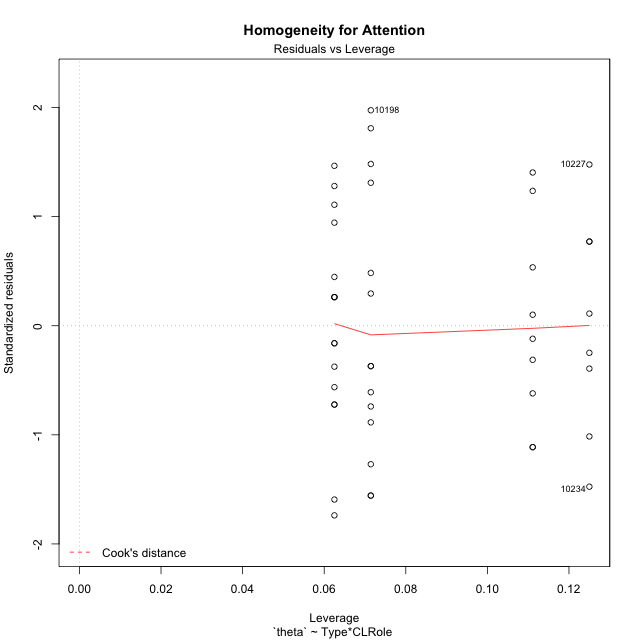 Homogeneity for Attention
Residuals vs Leverage
Standardized residuals
2
1
0
-1
-2
10198
10227
10234
Cook's distance
0.00 0.02 0.04 0.06 0.08 0.10 0.12
Leverage
`theta` ~ Type*CLRole